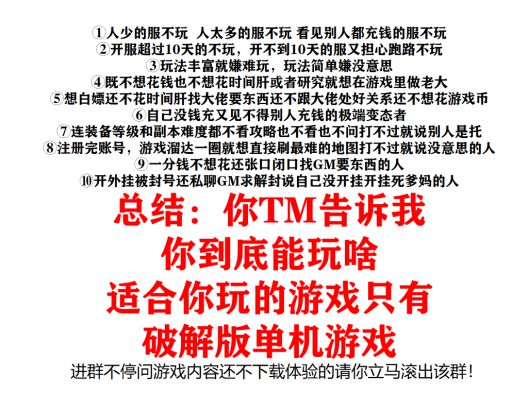 ①人少的服不玩 人太多的服不玩 看见别人都充钱的服不玩
②开服超过10天的不玩，开不到10天的服又担心跑路不玩
③玩法丰富就嫌难玩，玩法简单嫌没意思
④既不想花钱也不想花时间肝或者研究就想在游戏里做老大
⑤想白嫖还不花时间肝找大佬要东西还不跟大佬处好关系还不想花游戏币
⑥自己没钱充又见不得别人充钱的极端变态者
⑦连装备等级和副本难度都不看攻略也不看也不问打不过就说别人是托
⑧注册完账号，游戏溜达一圈就想直接刷最难的地图打不过就说没意思的人
⑨一分钱不想花还张口闭口找GM要东西的人
⑩开外挂被封号还私聊GM求解封说自己没开挂开挂死爹妈的人
总结：你TM告诉我
你到底能玩啥
适合你玩的游戏只有
破解版单机游戏
进群不停问游戏内容还不下载体验的请你立马滚出该群！